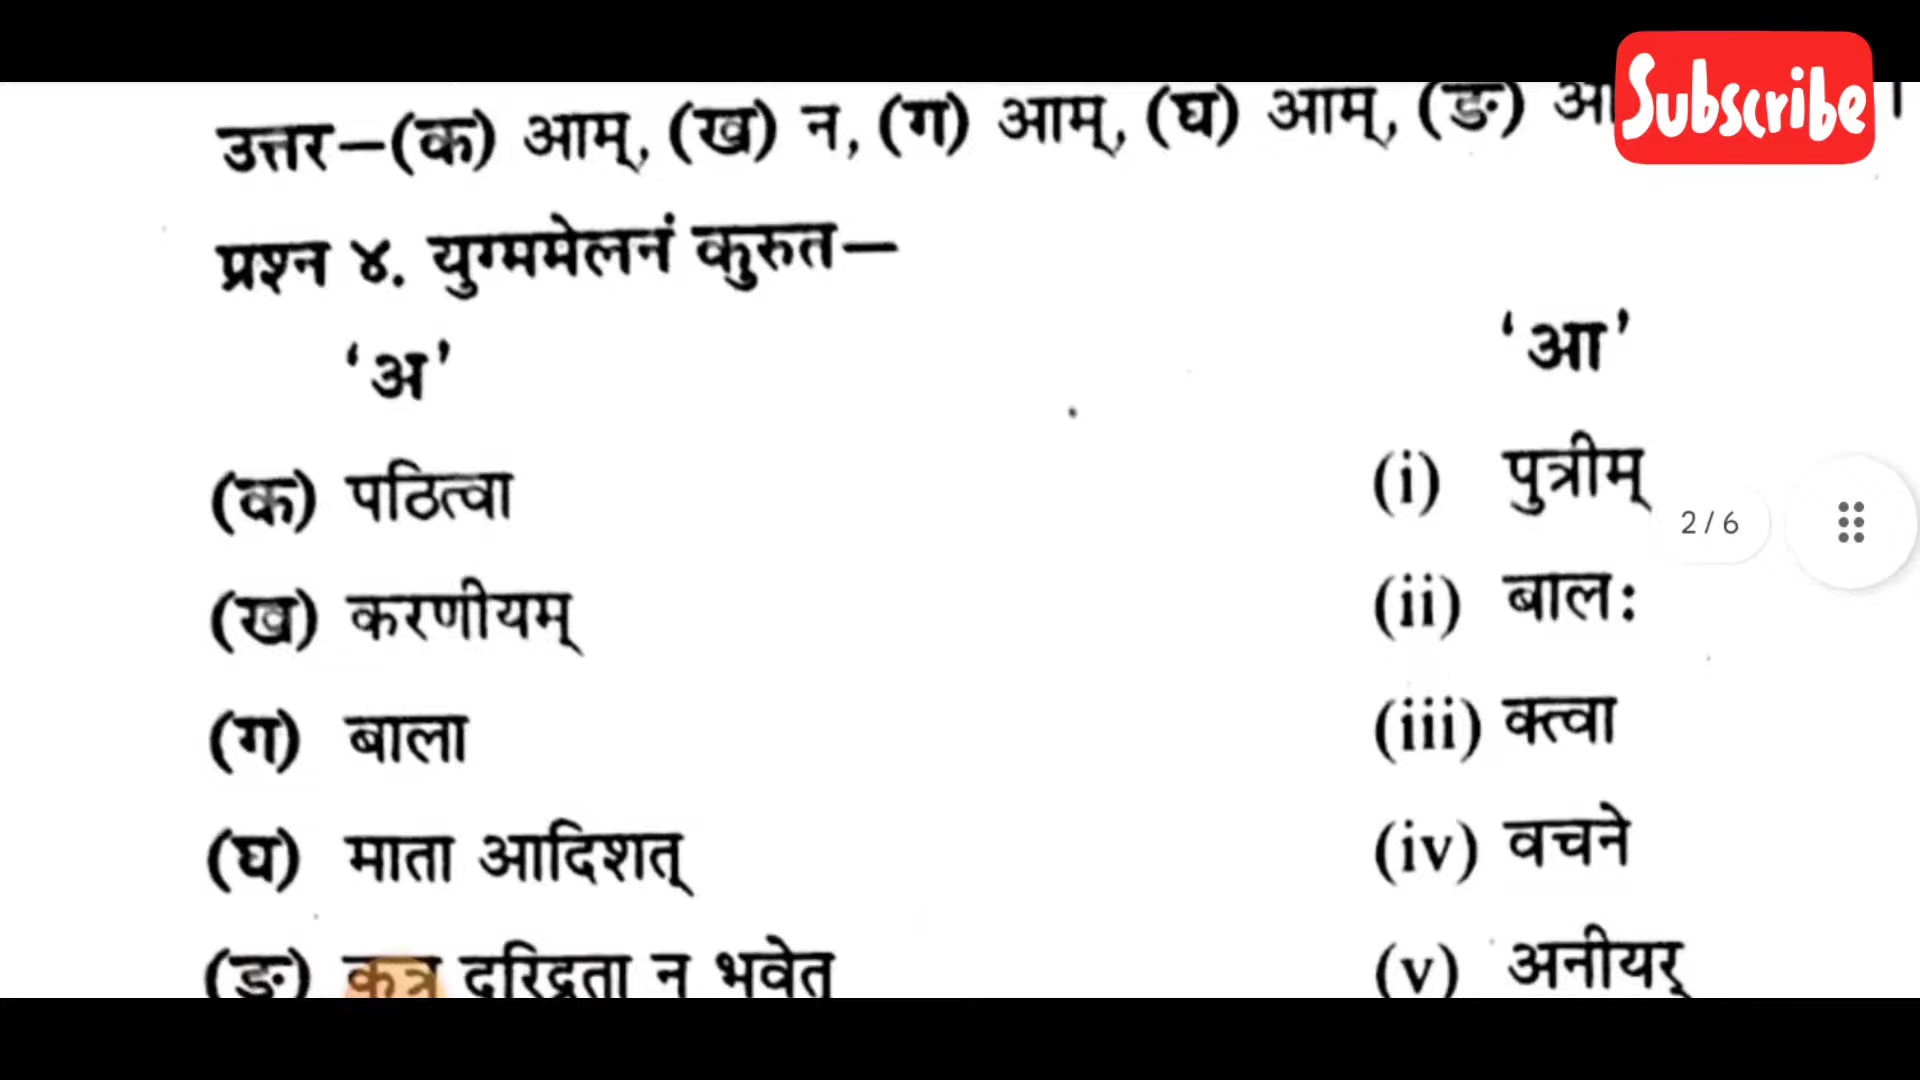 उत्तर–(क) आम्, (ख) न, (ग) आम्, (घ) आम्, (ङ)
Subscribe
प्रश्न ४. युग्ममेलनं कुरुत—
‘अ’ ‘आ’
(क) पठित्वा (i) पुत्रीम्
2 / 6
(ख) करणीयम् (ii) बालः
(ग) बाला (iii) क्त्वा
(घ) माता आदिशत् (iv) वचने
(ङ) कुत्र दरिद्रता न भवेत् (v) अनीयर्